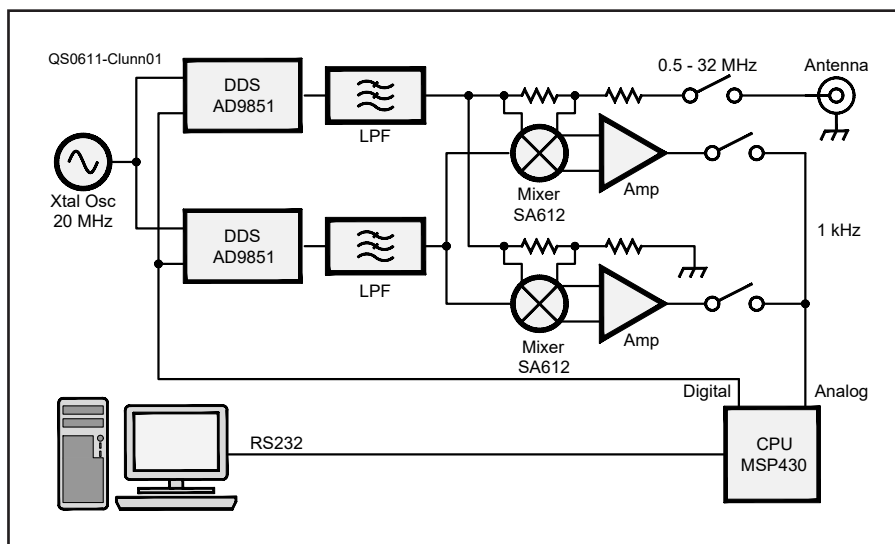 QS0611-Clunn01
DDS
AD9851
LPF
0.5 - 32 MHz
Antenna
Xtal Osc
20 MHz
Mixer
SA612
Amp
DDS
AD9851
LPF
1 kHz
Mixer
SA612
Amp
Digital
Analog
RS232
CPU
MSP430